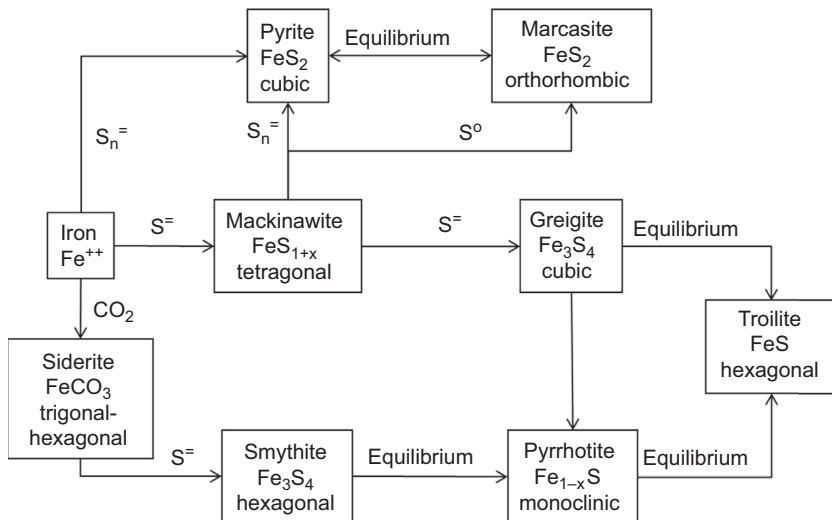 Pyrite
FeS₂
cubic
Equilibrium
Marcasite
FeS₂
orthorhombic
Sₙ⁼
Sₙ⁼
S⁰
Iron
Fe⁺⁺
S⁼
Mackinawite
FeS₁₊ₓ
tetragonal
S⁼
Greigite
Fe₃S₄
cubic
Equilibrium
CO₂
Troilite
FeS
hexagonal
Siderite
FeCO₃
trigonal-
hexagonal
S⁼
Smythite
Fe₃S₄
hexagonal
Equilibrium
Pyrrhotite
Fe₁₋ₓS
monoclinic
Equilibrium